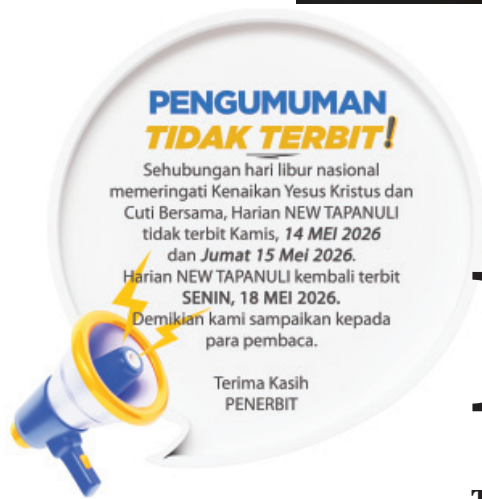 PENGUMUMAN
TIDAK TERBIT!
Sehubungan hari libur nasional
memeringati Kenaikan Yesus Kristus dan
Cuti Bersama, Harian NEW TAPANULI
tidak terbit Kamis, 14 MEI 2026
dan Jumat 15 Mei 2026.
Harian NEW TAPANULI kembali terbit
SENIN, 18 MEI 2026.
Demikian kami sampaikan kepada
para pembaca.
Terima Kasih
PENERBIT